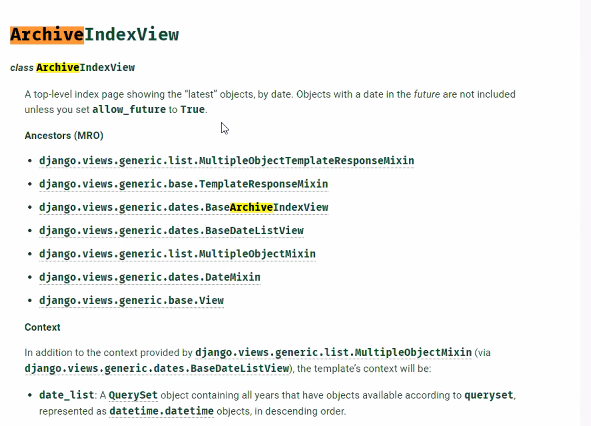 ArchiveIndexView
class ArchiveIndexView
A top-level index page showing the “latest” objects, by date. Objects with a date in the future are not included
unless you set allow_future to True.
Ancestors (MRO)
• django.views.generic.list.MultipleObjectTemplateResponseMixin
• django.views.generic.base.TemplateResponseMixin
• django.views.generic.dates.BaseArchiveIndexView
• django.views.generic.dates.BaseDateListView
• django.views.generic.list.MultipleObjectMixin
• django.views.generic.dates.DateMixin
• django.views.generic.base.View
Context
In addition to the context provided by django.views.generic.list.MultipleObjectMixin (via
django.views.generic.dates.BaseDateListView), the template’s context will be:
• date_list: A QuerySet object containing all years that have objects available according to queryset,
represented as datetime.datetime objects, in descending order.